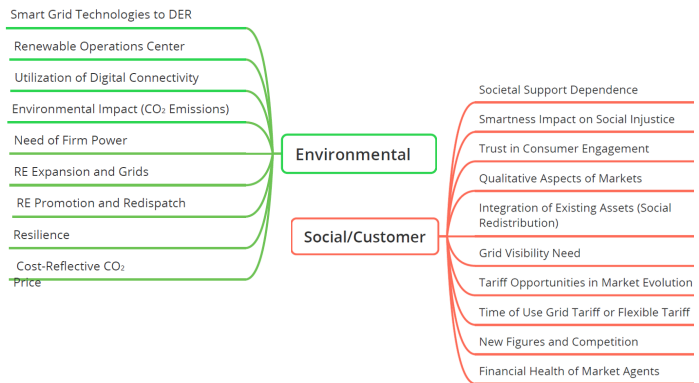 Smart Grid Technologies to DER
Renewable Operations Center
Utilization of Digital Connectivity
Environmental Impact (CO₂ Emissions)
Need of Firm Power
RE Expansion and Grids
RE Promotion and Redispatch
Resilience
Cost-Reflective CO₂
Price
Environmental
Social/Customer
Societal Support Dependence
Smartness Impact on Social Injustice
Trust in Consumer Engagement
Qualitative Aspects of Markets
Integration of Existing Assets (Social
Redistribution)
Grid Visibility Need
Tariff Opportunities in Market Evolution
Time of Use Grid Tariff or Flexible Tariff
New Figures and Competition
Financial Health of Market Agents